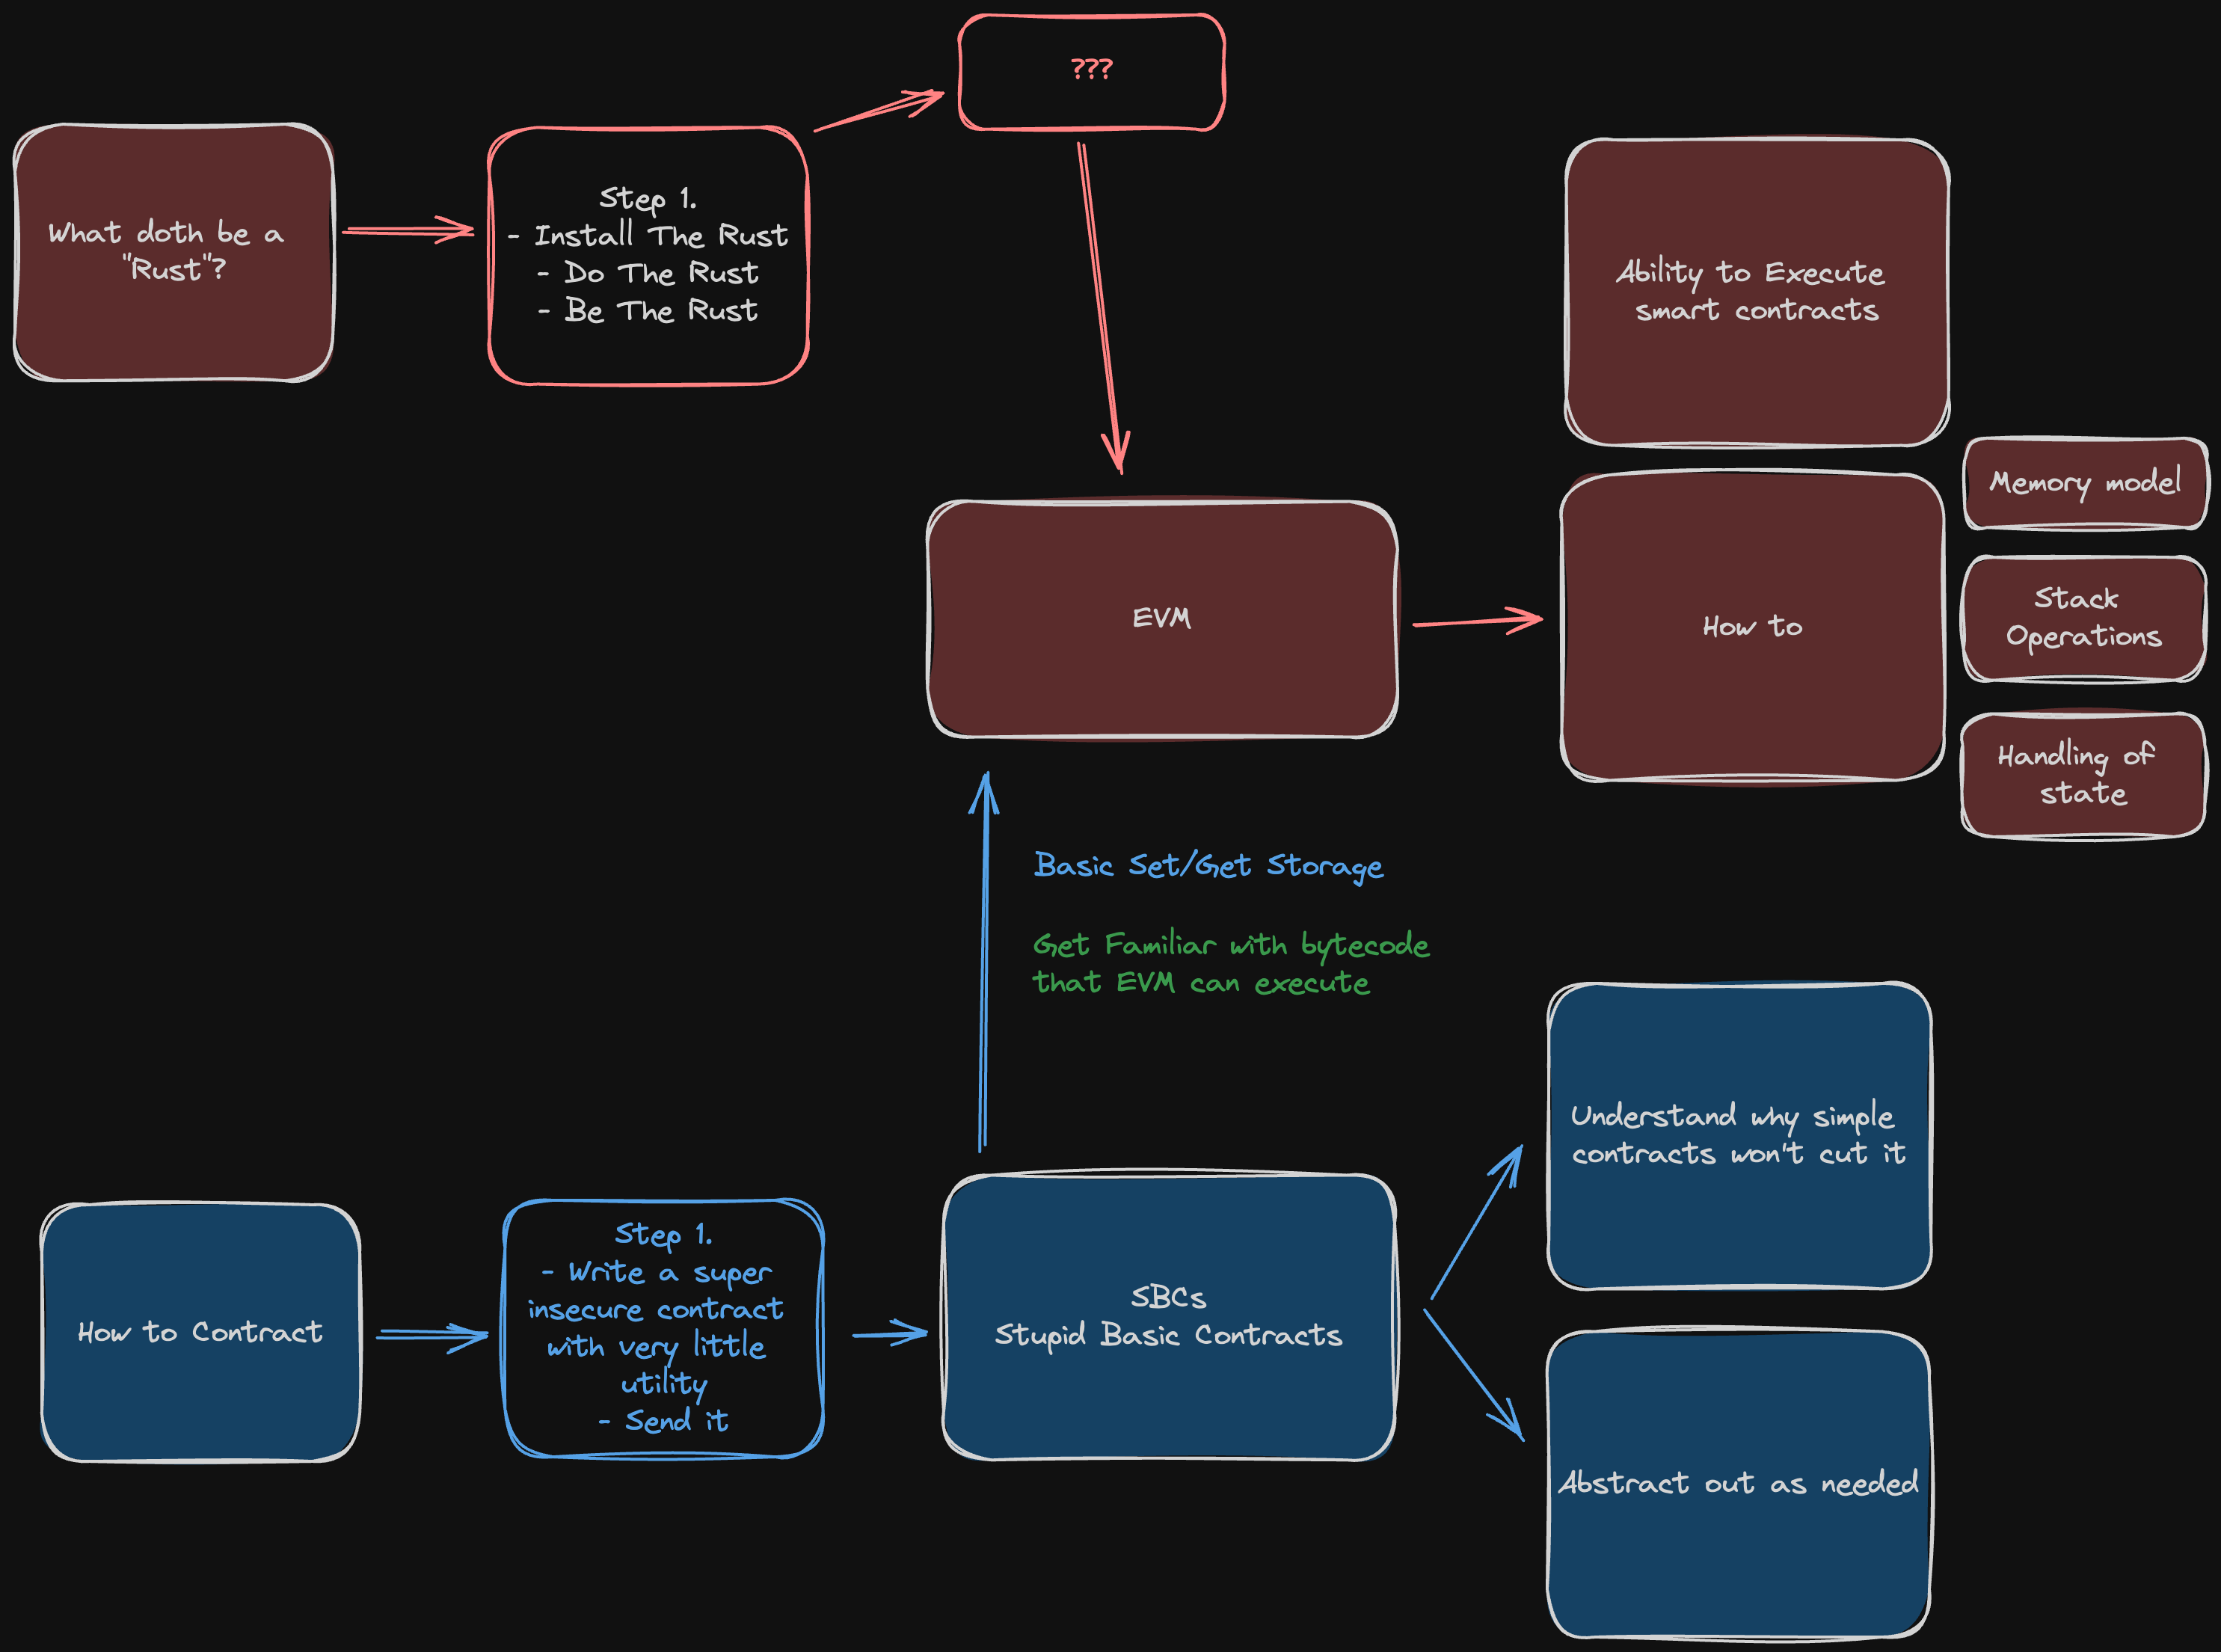 ???
What doth be a
"Rust"?
Step 1.
- Install The Rust
- Do The Rust
- Be The Rust
Ability to Execute
smart contracts
EVM
How to
Memory model
Stack
Operations
Handling of
state
Basic Set/Get Storage
Get Familiar with bytecode
that EVM can execute
How to Contract
Step 1.
- Write a super
insecure contract
with very little
utility
- Send it
SBCs
Stupid Basic Contracts
Understand why simple
contracts won't cut it
Abstract out as needed